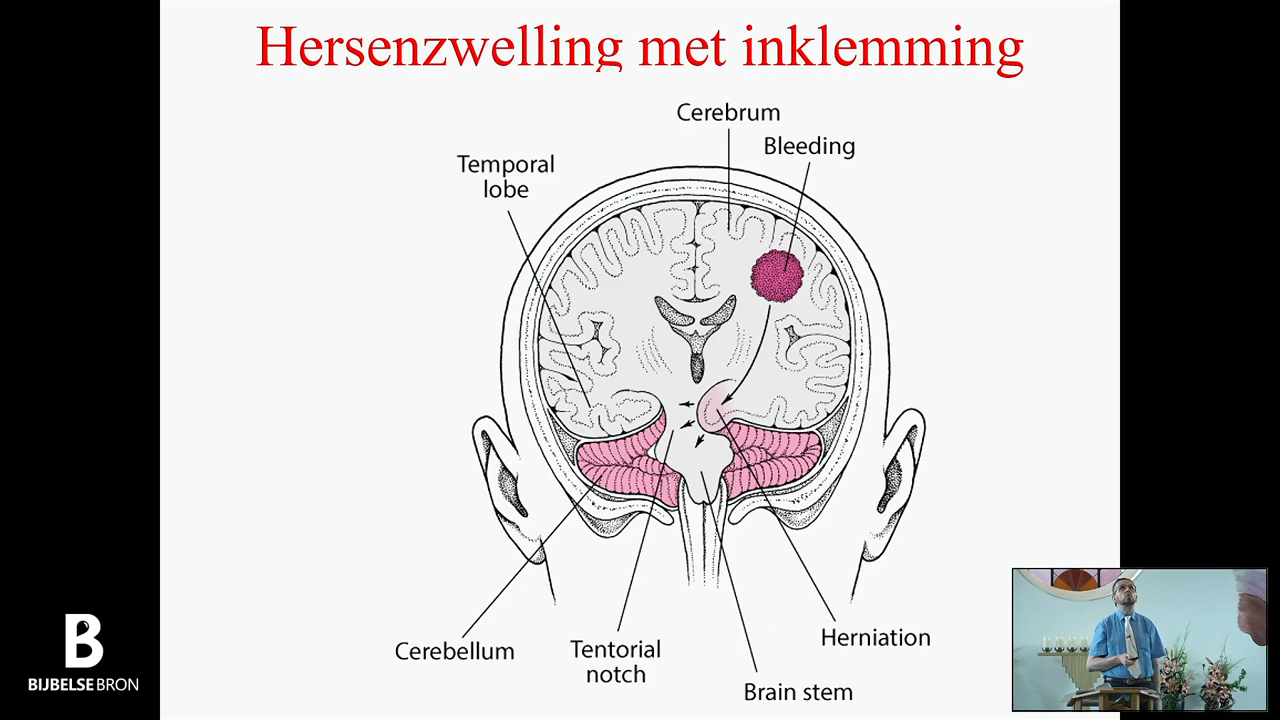 Hersenzwelling met inklemming
Cerebrum
Bleeding
Temporal
lobe
Cerebellum
Tentorial
notch
Brain stem
Herniation
B
BIJBELSE BRON